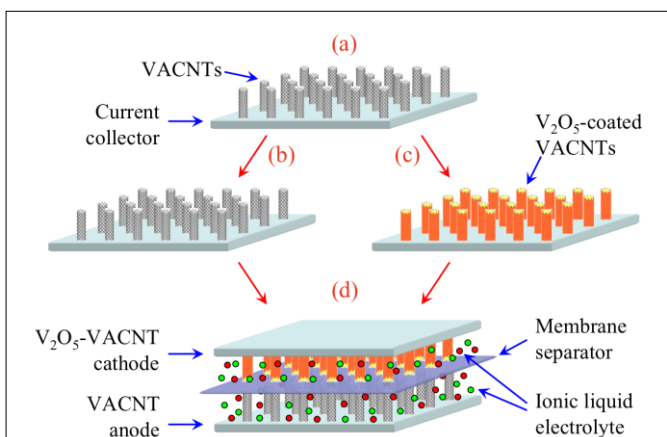 (a)
VACNTs
Current
collector
(b)
(c)
V₂O₅-coated
VACNTs
(d)
V₂O₅-VACNT
cathode
Membrane
separator
VACNT
anode
Ionic liquid
electrolyte